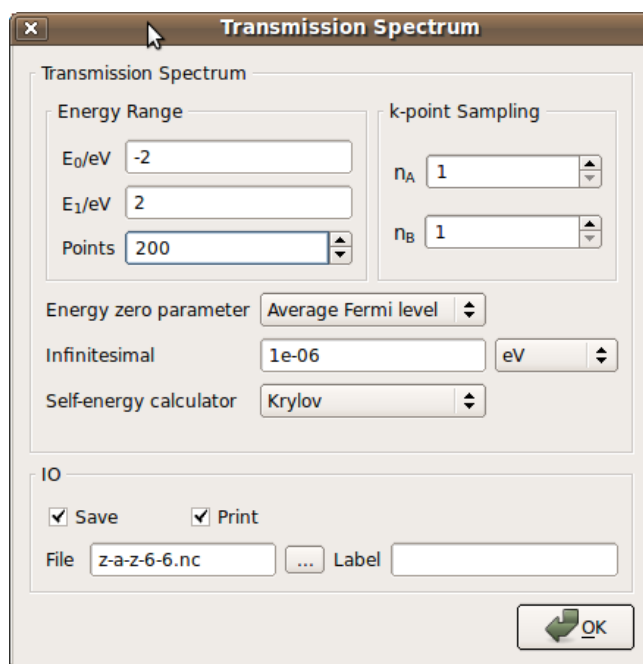 Transmission Spectrum
Transmission Spectrum
Energy Range
E₀/eV -2
E₁/eV 2
Points 200
k-point Sampling
n_A 1
n_B 1
Energy zero parameter Average Fermi level
Infinitesimal 1e-06 eV
Self-energy calculator Krylov
IO
Save Print
File z-a-z-6-6.nc ... Label
OK